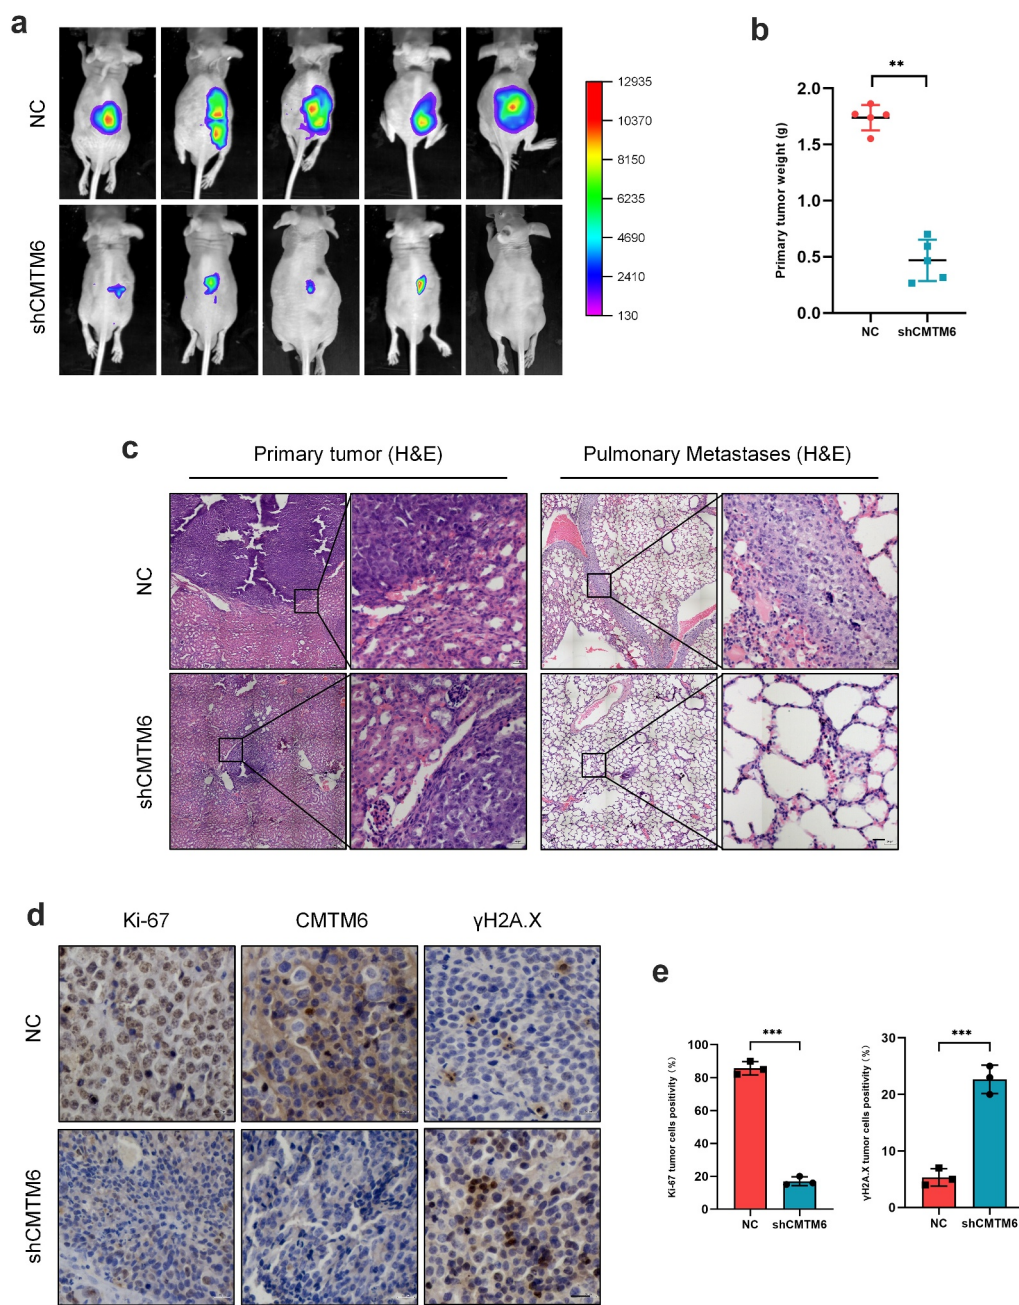 a
NC
shCMTM6
12935
10370
8150
6235
4690
2410
130
b
**
Primary tumor weight (g)
2.0
1.5
1.0
0.5
0.0
NC shCMTM6
c
Primary tumor (H&E) Pulmonary Metastases (H&E)
NC
shCMTM6
d
Ki-67 CMTM6 γH2A.X
NC
shCMTM6
e
***
Ki-67 tumor cells positivity (%)
100
80
60
40
20
0
NC shCMTM6
***
γH2A.X tumor cells positivity (%)
30
20
10
0
NC shCMTM6